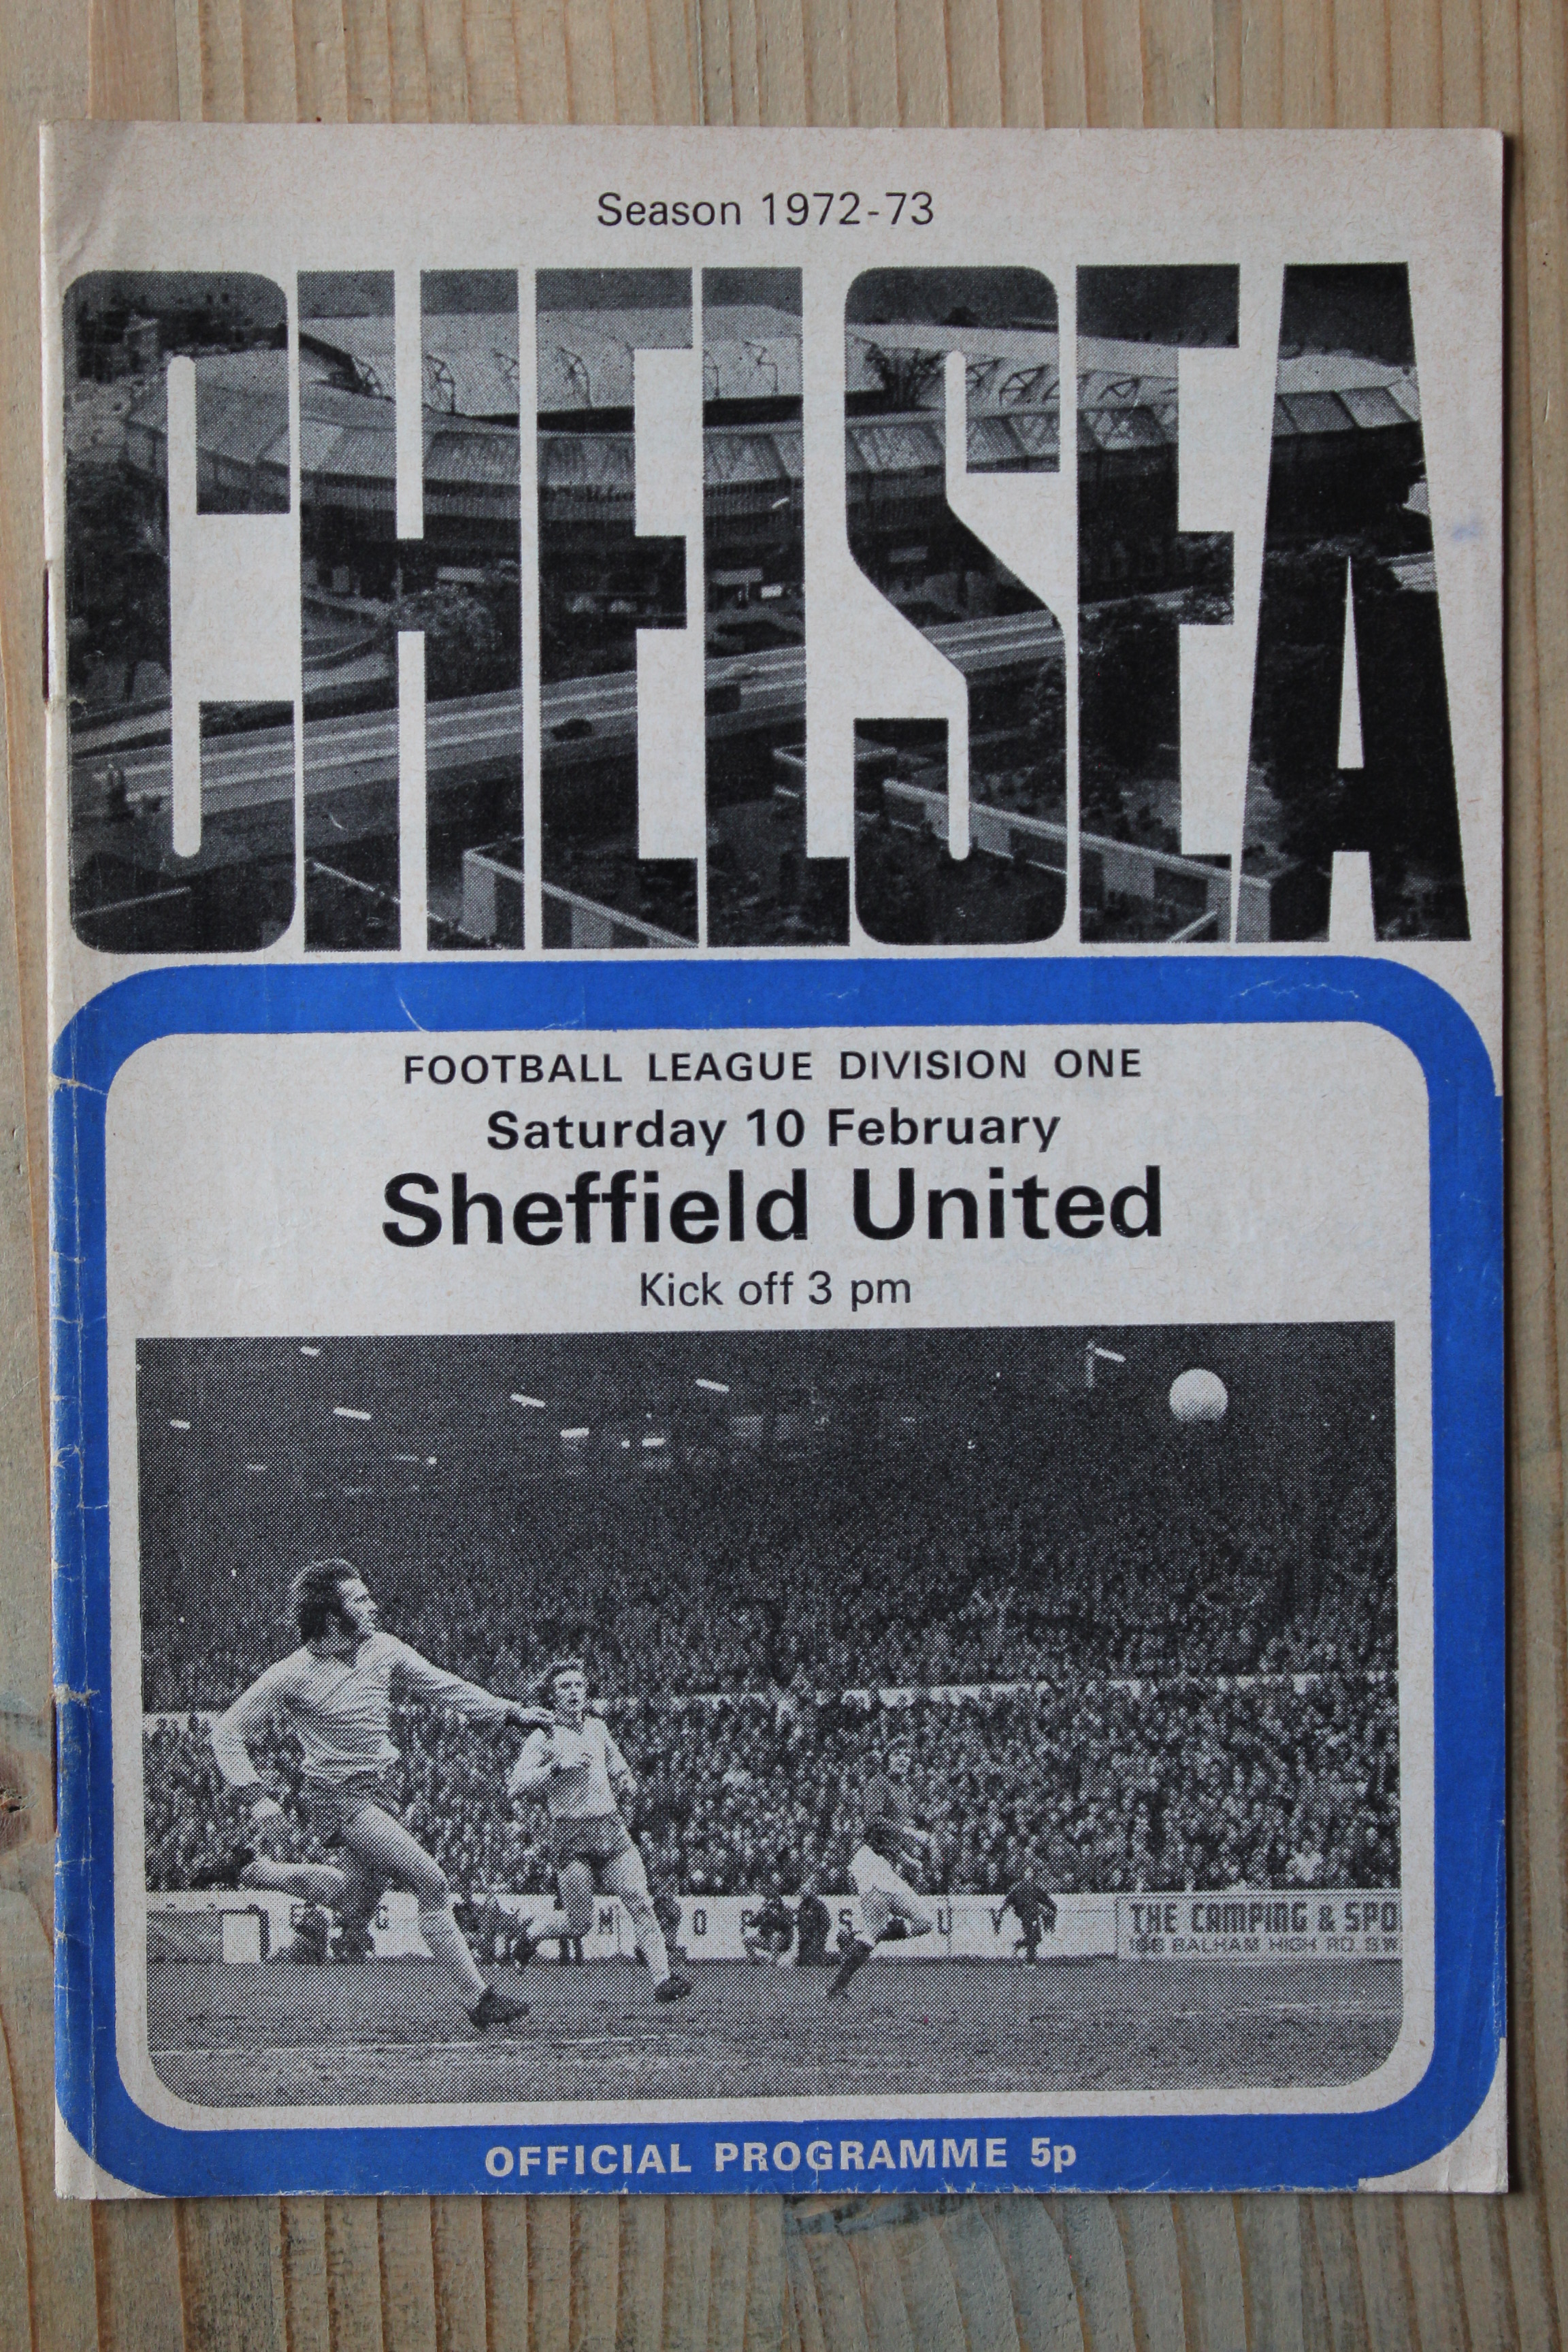 Season 1972-73
CHELSEA
FOOTBALL LEAGUE DIVISION ONE
Saturday 10 February
Sheffield United
Kick off 3 pm
THE CAMPING & SPO
BALHAM HIGH RD. S.W.
OFFICIAL PROGRAMME 5p